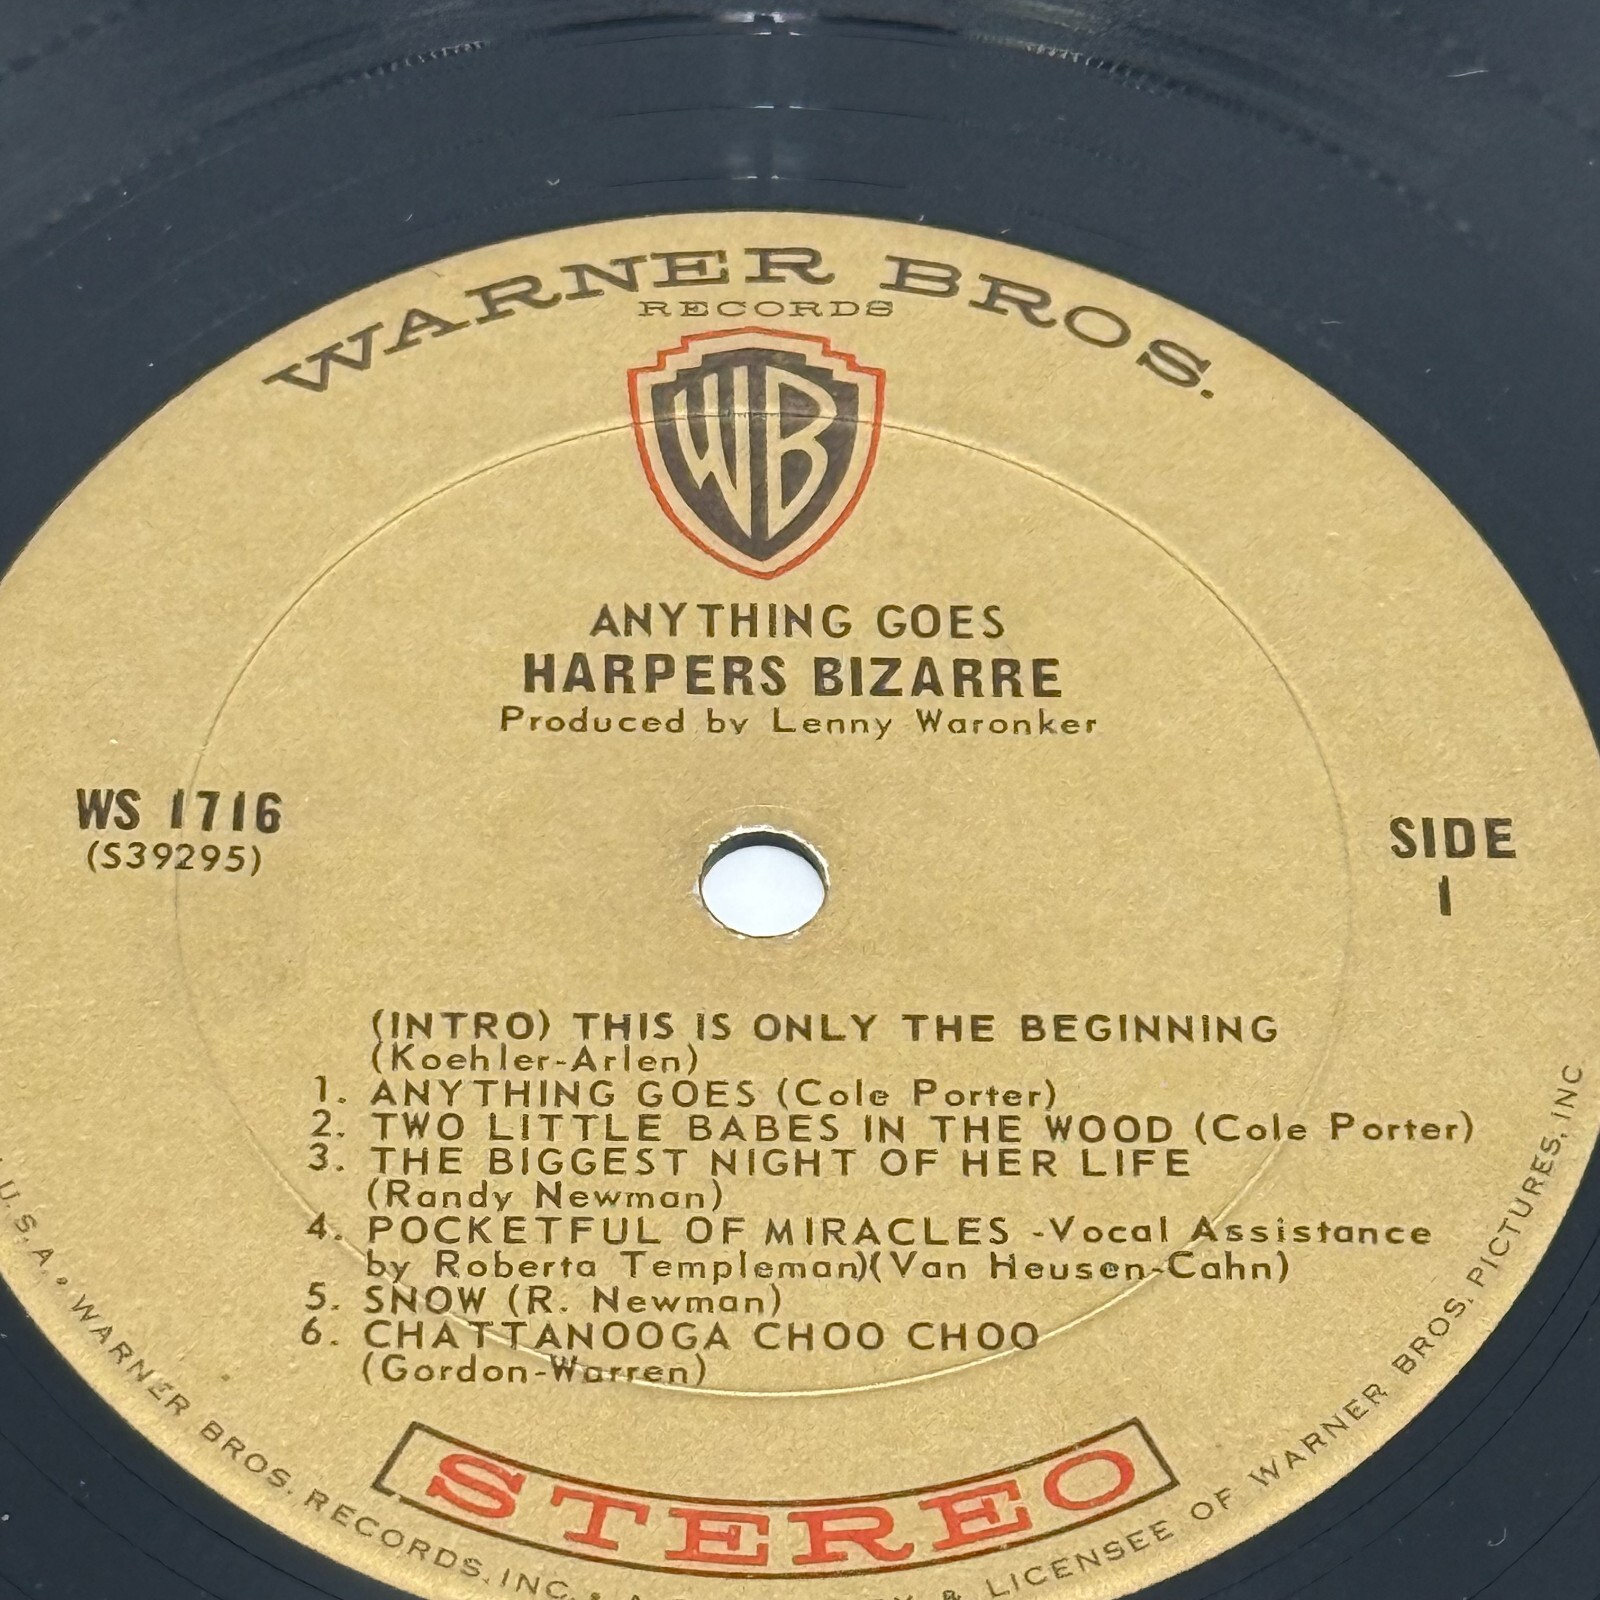 WARNER BROS.
RECORDS
WB
ANYTHING GOES
HARPERS BIZARRE
Produced by Lenny Waronker
WS 1716
(S39295)
SIDE
1
(INTRO) THIS IS ONLY THE BEGINNING
(Koehler-Arlen)
1. ANYTHING GOES (Cole Porter)
2. TWO LITTLE BABES IN THE WOOD (Cole Porter)
3. THE BIGGEST NIGHT OF HER LIFE
(Randy Newman)
4. POCKETFUL OF MIRACLES -Vocal Assistance
by Roberta Templeman)(Van Heusen-Cahn)
5. SNOW (R. Newman)
6. CHATTANOOGA CHOO CHOO
(Gordon-Warren)
STEREO
U.S.A. • WARNER BROS. RECORDS, INC. • A & LICENSEE OF WARNER BROS. PICTURES, INC